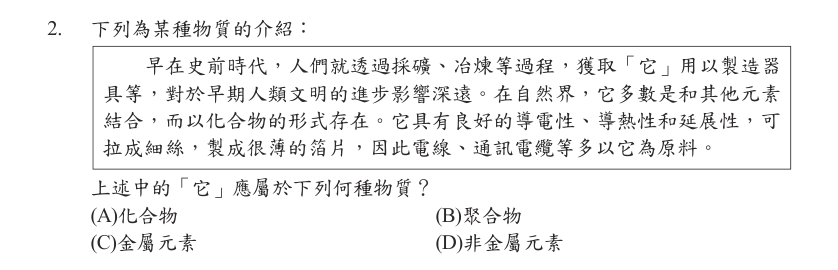 2. 下列為某種物質的介紹：
早在史前時代，人們就透過採礦、冶煉等過程，獲取「它」用以製造器
具等，對於早期人類文明的進步影響深遠。在自然界，它多數是和其他元素
結合，而以化合物的形式存在。它具有良好的導電性、導熱性和延展性，可
拉成細絲，製成很薄的箔片，因此電線、通訊電纜等多以它為原料。
上述中的「它」應屬於下列何種物質？
(A)化合物 (B)聚合物
(C)金屬元素 (D)非金屬元素